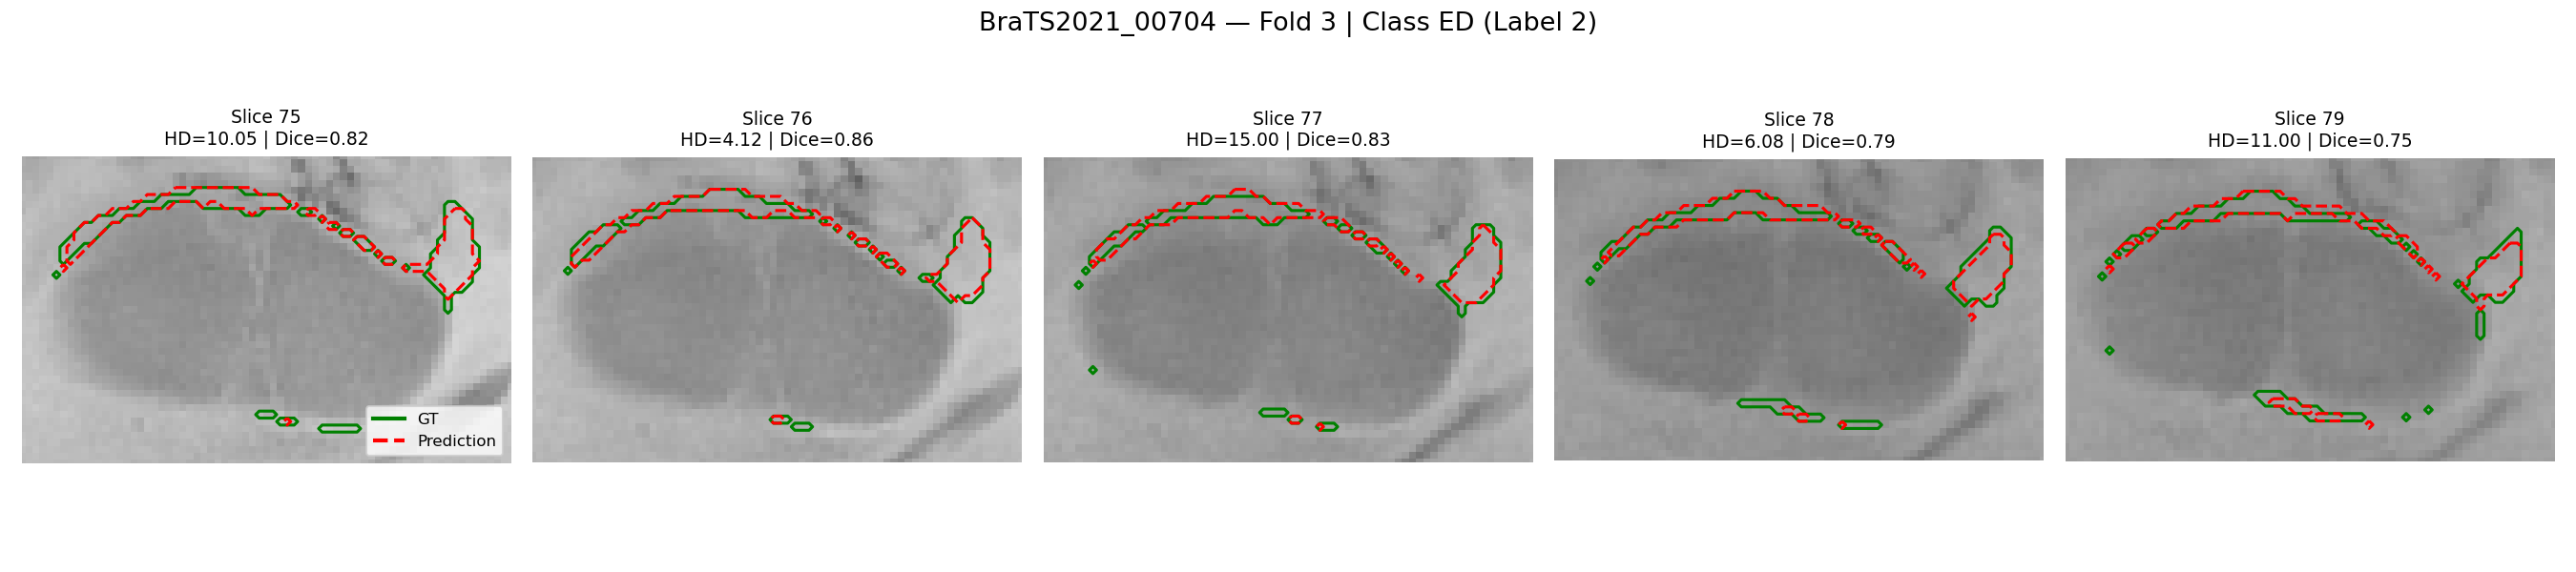 BraTS2021_00704 — Fold 3 | Class ED (Label 2)
Slice 75
HD=10.05 | Dice=0.82
Slice 76
HD=4.12 | Dice=0.86
Slice 77
HD=15.00 | Dice=0.83
Slice 78
HD=6.08 | Dice=0.79
Slice 79
HD=11.00 | Dice=0.75
GT
Prediction